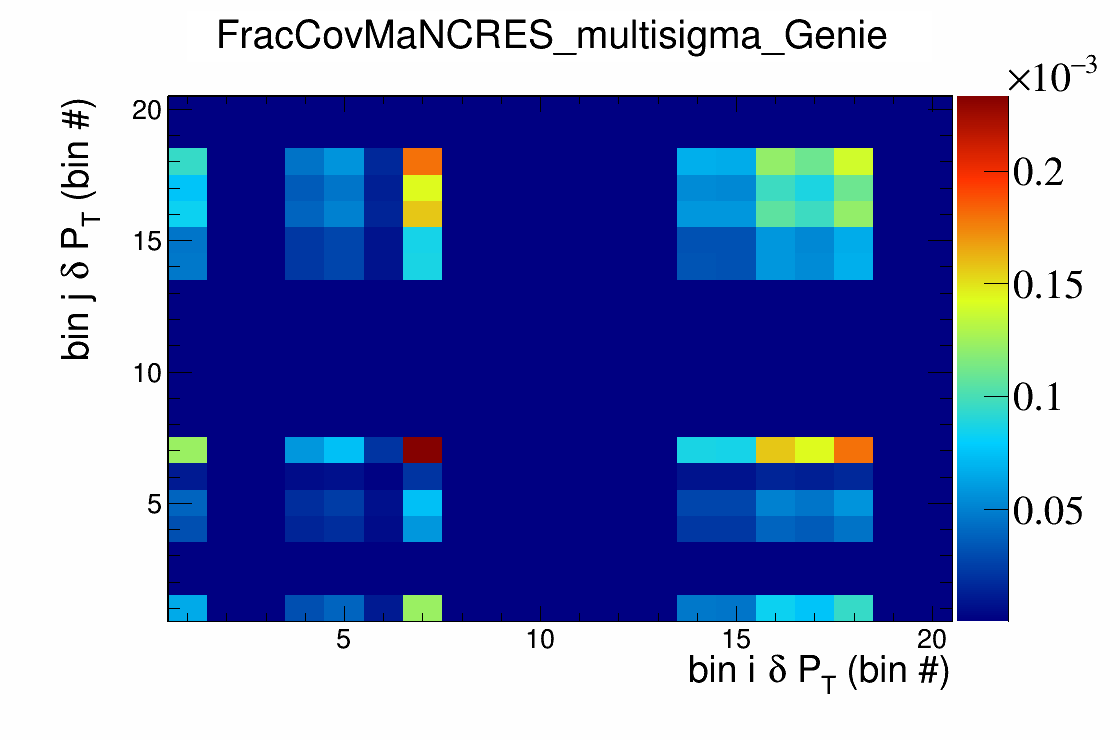 FracCovMaNCRES_multisigma_Genie
×10⁻³
bin j δ P_T (bin #)
20
15
10
5
0.2
0.15
0.1
0.05
5 10 15 20
bin i δ P_T (bin #)